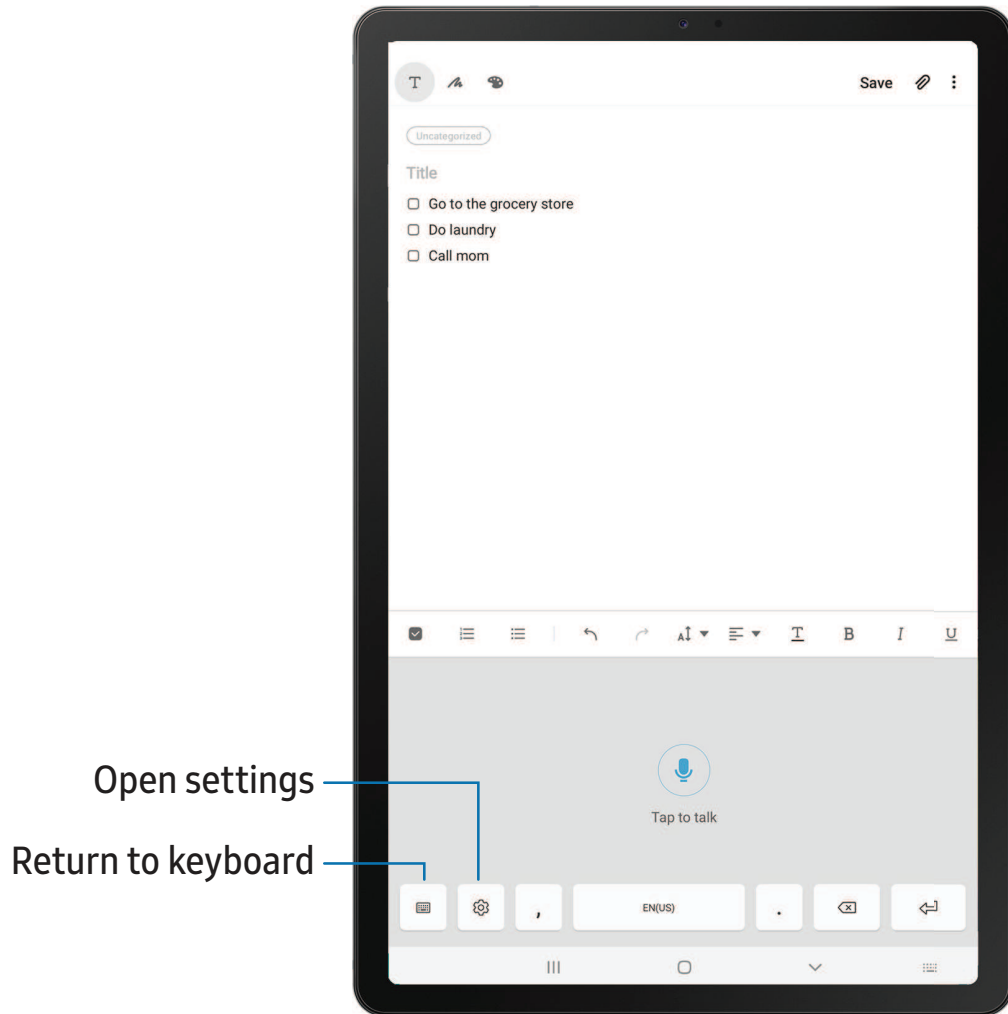 T
Save
Uncategorized
Title
Go to the grocery store
Do laundry
Call mom
A T B I U
Tap to talk
Open settings
Return to keyboard
, EN(US) .